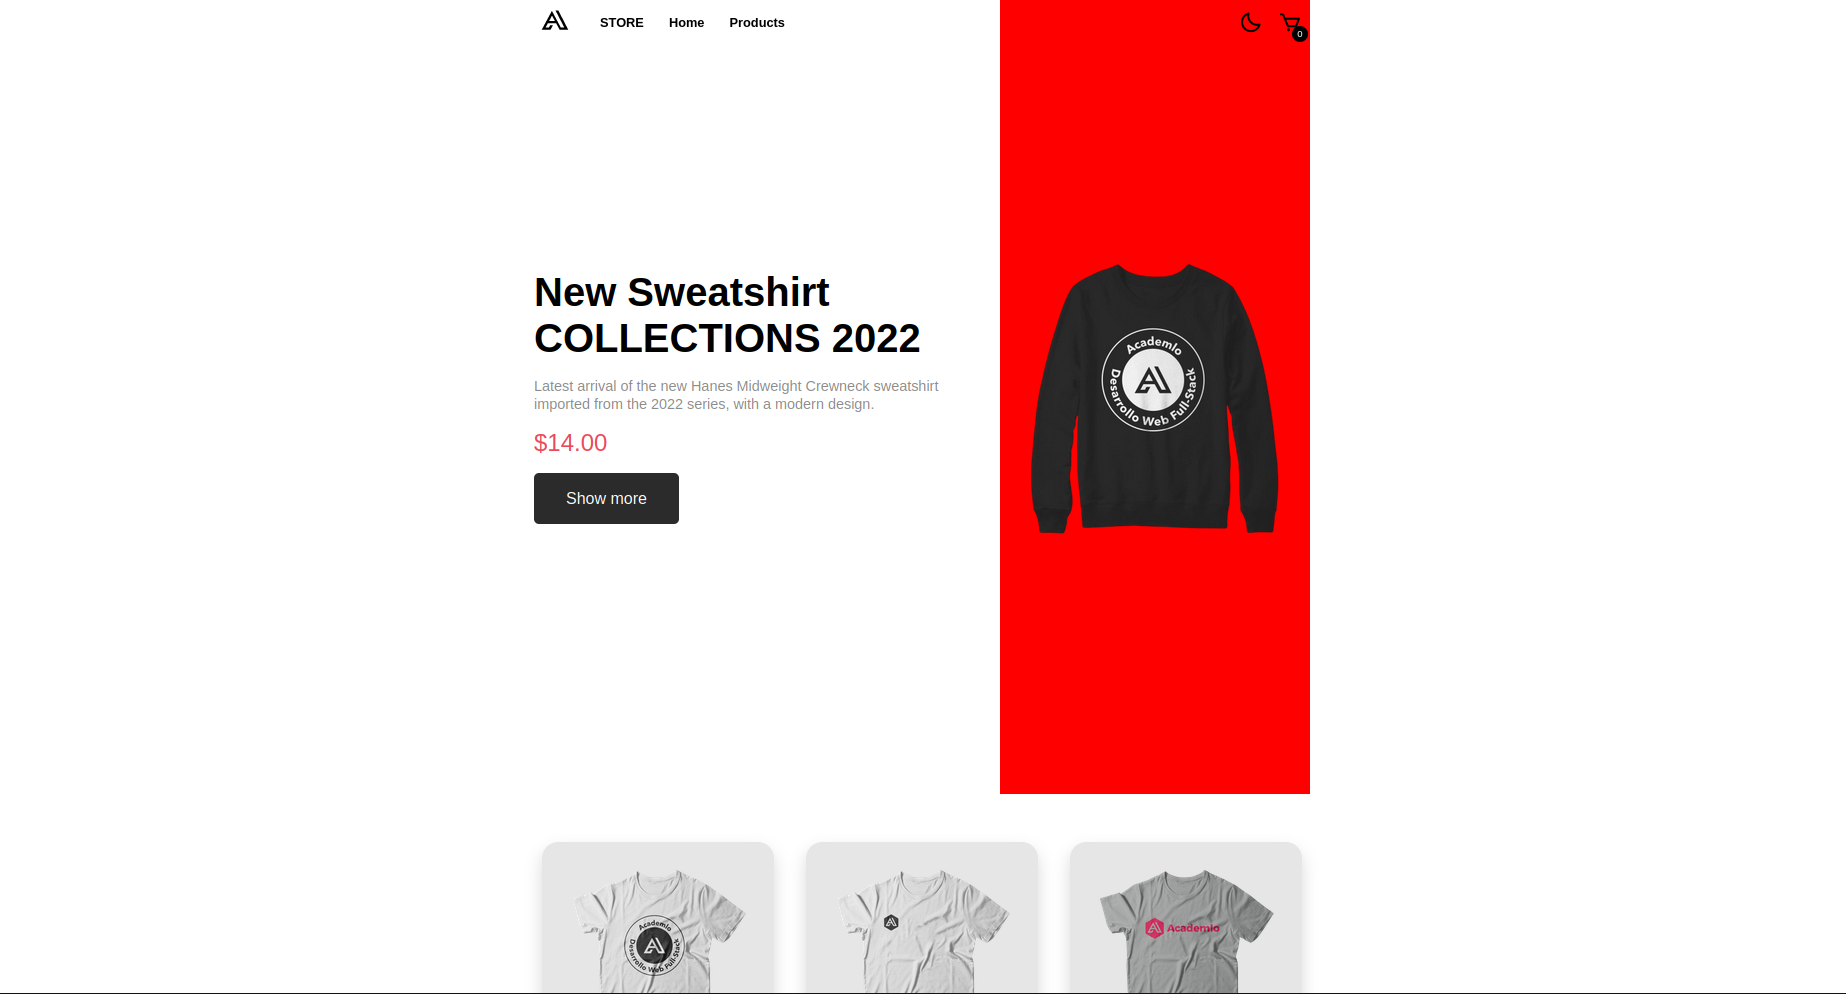 STORE Home Products
0
New Sweatshirt
COLLECTIONS 2022
Latest arrival of the new Hanes Midweight Crewneck sweatshirt
imported from the 2022 series, with a modern design.
$14.00
Show more
Academlo
Desarrollo Web Full-Stack
Academlo
Desarrollo Web Full-Stack
Academlo